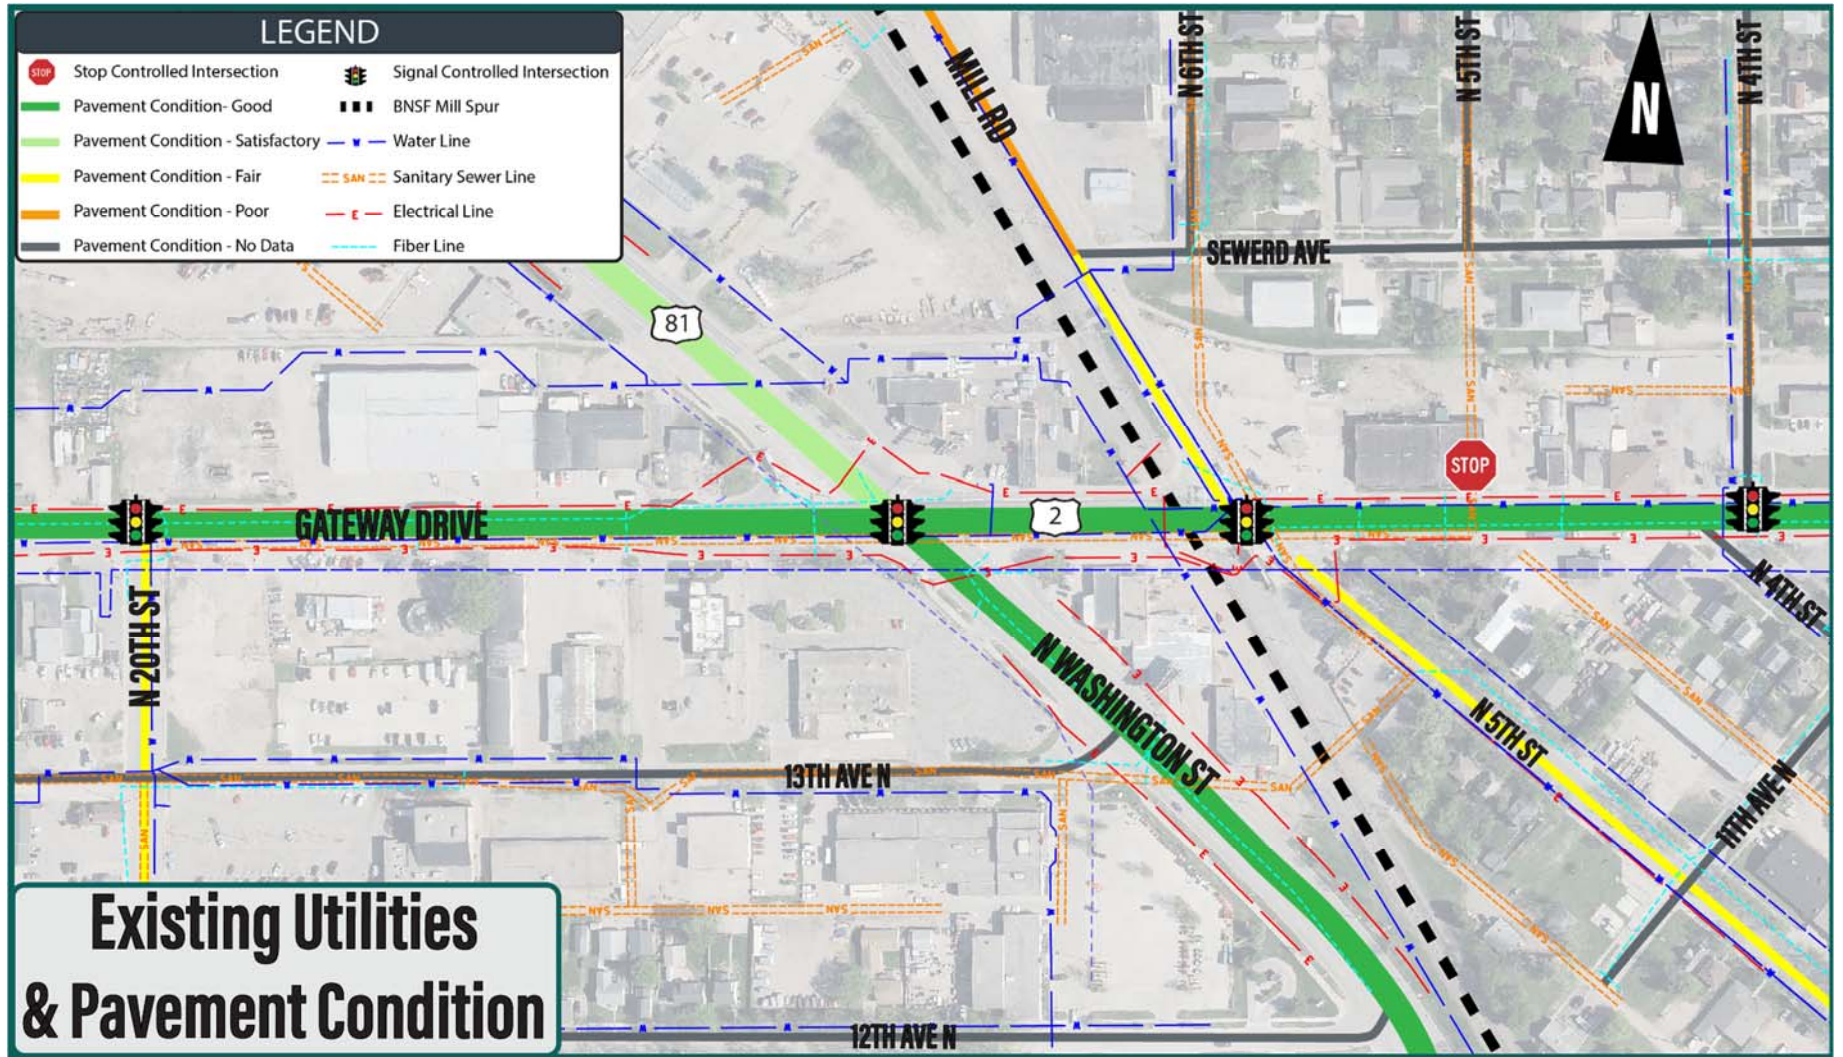 LEGEND
STOP Stop Controlled Intersection
Signal Controlled Intersection
Pavement Condition- Good
BNSF Mill Spur
Pavement Condition - Satisfactory
W Water Line
Pavement Condition - Fair
SAN Sanitary Sewer Line
Pavement Condition - Poor
E Electrical Line
Pavement Condition - No Data
Fiber Line
MILL RD
N 6TH ST
N 5TH ST
N 4TH ST
N
SEWERD AVE
81
STOP
GATEWAY DRIVE
2
N 20TH ST
N WASHINGTON ST
N 4TH ST
N 5TH ST
11TH AVE N
13TH AVE N
12TH AVE N
Existing Utilities
& Pavement Condition